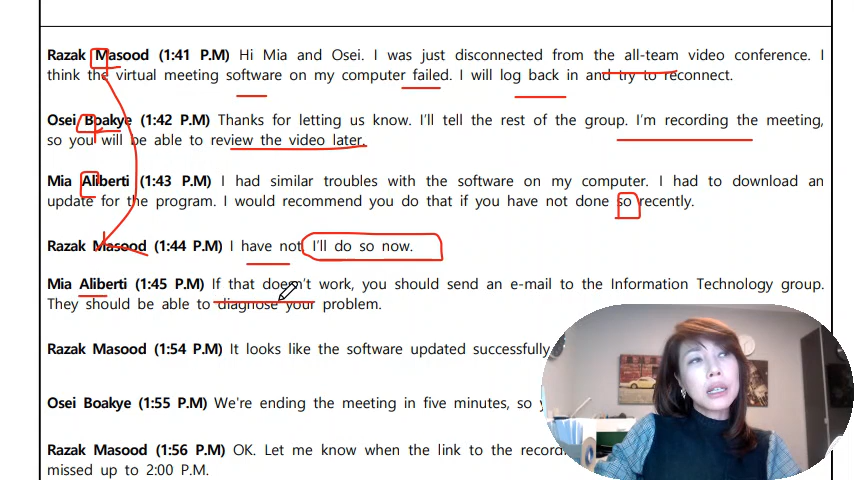 Razak Masood (1:41 P.M) Hi Mia and Osei. I was just disconnected from the all-team video conference. I
think the virtual meeting software on my computer failed. I will log back in and try to reconnect.
Osei Boakye (1:42 P.M) Thanks for letting us know. I'll tell the rest of the group. I'm recording the meeting,
so you will be able to review the video later.
Mia Aliberti (1:43 P.M) I had similar troubles with the software on my computer. I had to download an
update for the program. I would recommend you do that if you have not done so recently.
Razak Masood (1:44 P.M) I have not I'll do so now.
Mia Aliberti (1:45 P.M) If that doesn't work, you should send an e-mail to the Information Technology group.
They should be able to diagnose your problem.
Razak Masood (1:54 P.M) It looks like the software updated successfully
Osei Boakye (1:55 P.M) We're ending the meeting in five minutes, so
Razak Masood (1:56 P.M) OK. Let me know when the link to the
missed up to 2:00 P.M.